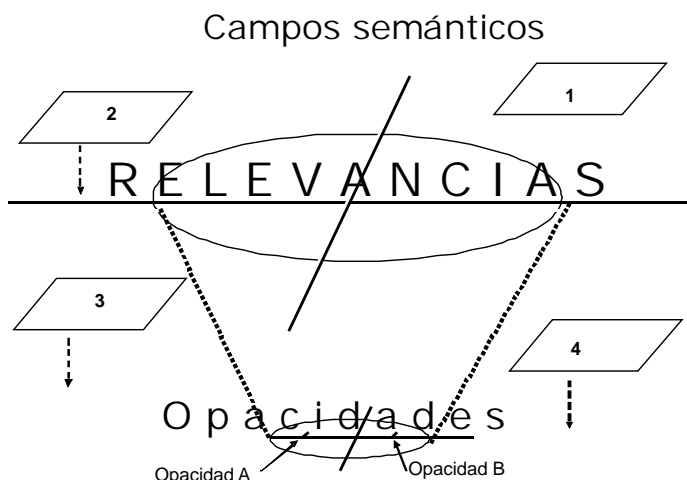 Campos semánticos
1
2
RELEVANCIAS
3
4
Opacidades
Opacidad A
Opacidad B